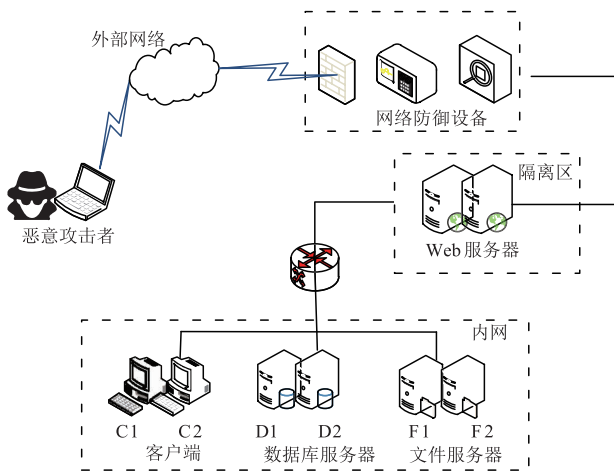 外部网络
网络防御设备
隔离区
恶意攻击者
Web服务器
内网
C1 C2 D1 D2 F1 F2
客户端 数据库服务器 文件服务器